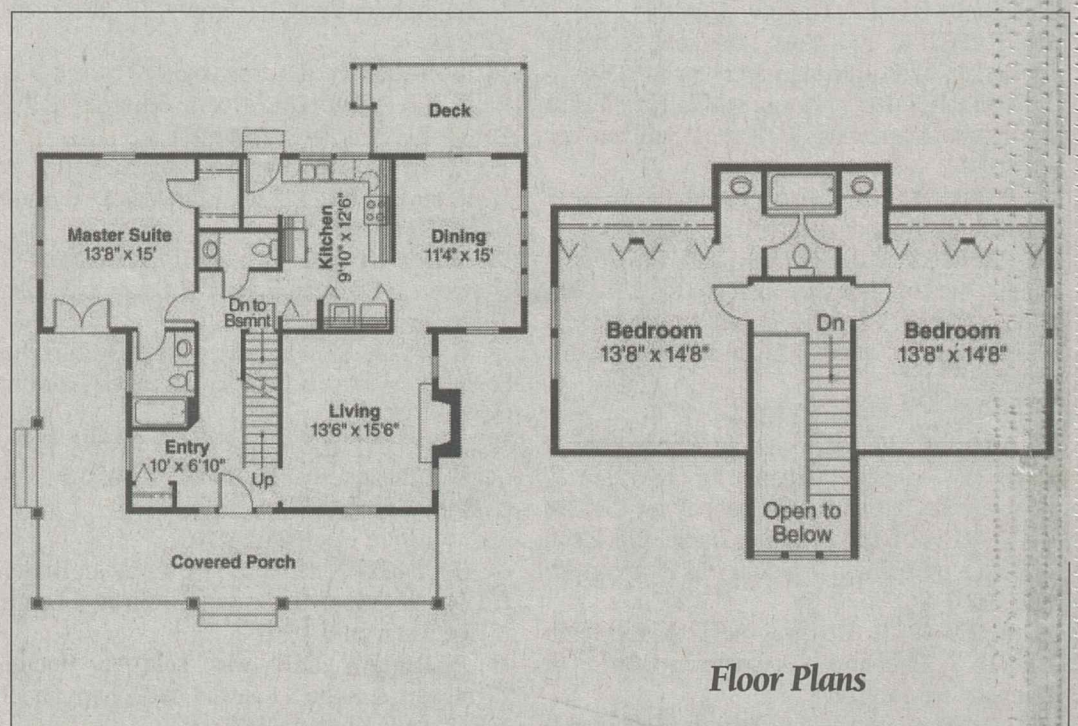 Deck
Master Suite
13'8" x 15'
Kitchen
9'10" x 12'6"
Dining
11'4" x 15'
Dn to
Bsmnt
Living
13'6" x 15'6"
Entry
10' x 6'10"
Up
Covered Porch
Bedroom
13'8" x 14'8"
Dn
Bedroom
13'8" x 14'8"
Open to
Below
Floor Plans